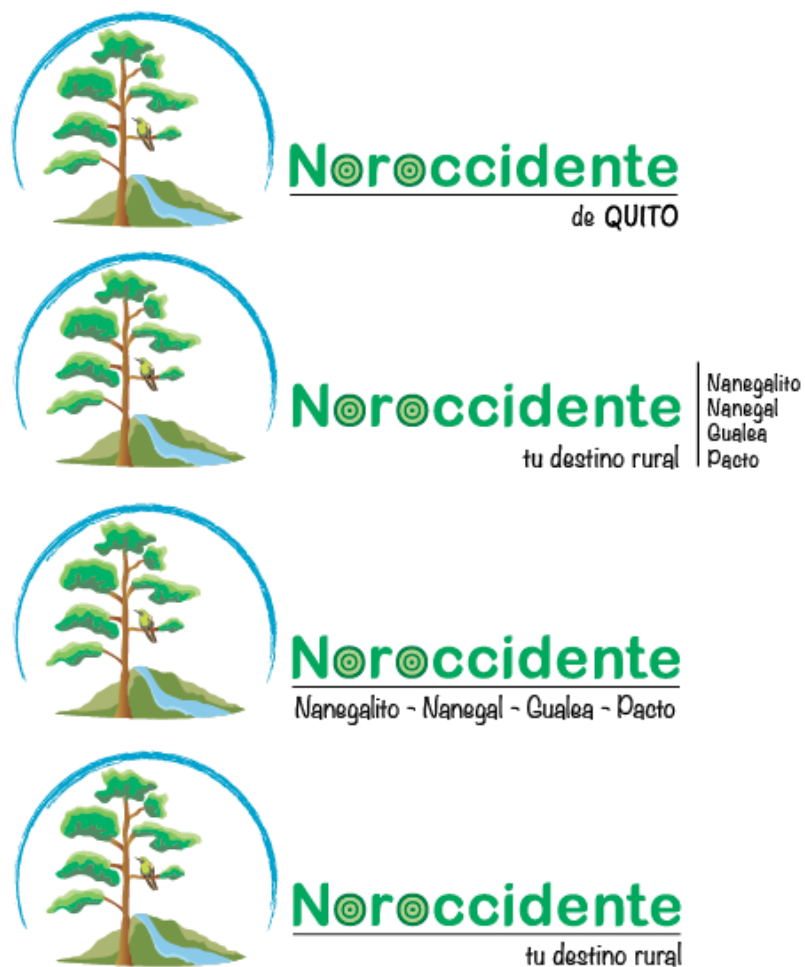 Noroccidente
de QUITO
Noroccidente
tu destino rural
Nanegalito
Nanegal
Gualea
Pacto
Noroccidente
Nanegalito - Nanegal - Gualea - Pacto
Noroccidente
tu destino rural